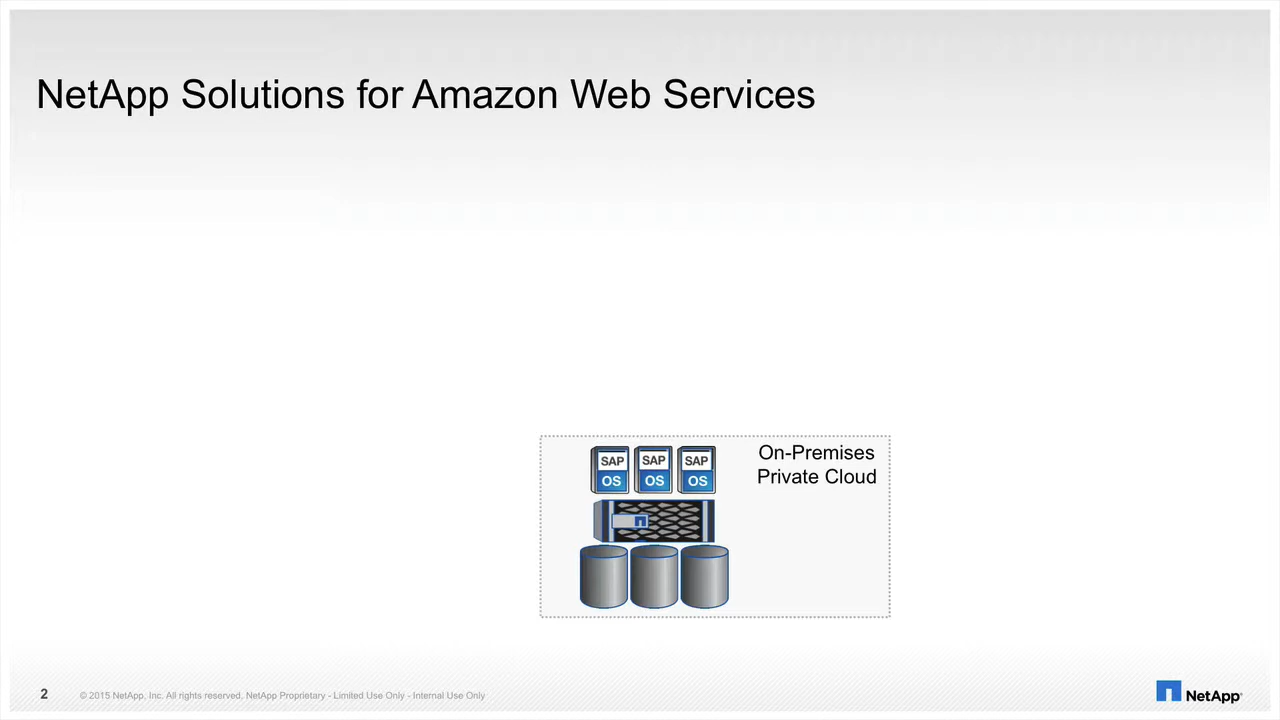 NetApp Solutions for Amazon Web Services
On-Premises
Private Cloud
SAP SAP SAP
OS OS OS
2 © 2015 NetApp, Inc. All rights reserved. NetApp Proprietary - Limited Use Only - Internal Use Only
NetApp